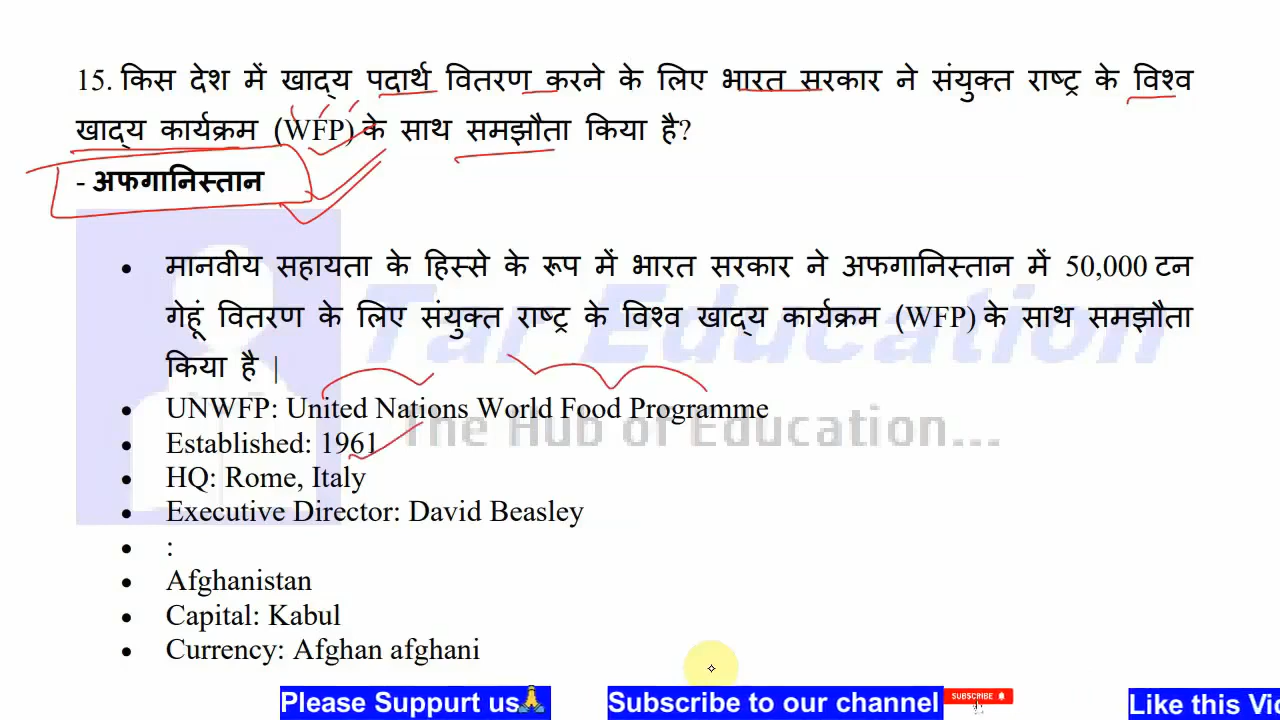 15. किस देश में खाद्य पदार्थ वितरण करने के लिए भारत सरकार ने संयुक्त राष्ट्र के विश्व
खाद्य कार्यक्रम (WFP) के साथ समझौता किया है?
- अफगानिस्तान
• मानवीय सहायता के हिस्से के रूप में भारत सरकार ने अफगानिस्तान में 50,000 टन
गेहूं वितरण के लिए संयुक्त राष्ट्र के विश्व खाद्य कार्यक्रम (WFP) के साथ समझौता
किया है |
• UNWFP: United Nations World Food Programme
• Established: 1961
• HQ: Rome, Italy
• Executive Director: David Beasley
• :
• Afghanistan
• Capital: Kabul
• Currency: Afghan afghani
Tar Education
The Hub of Education...
Please Suppurt us🙏 Subscribe to our channel SUBSCRIBE Like this Vid